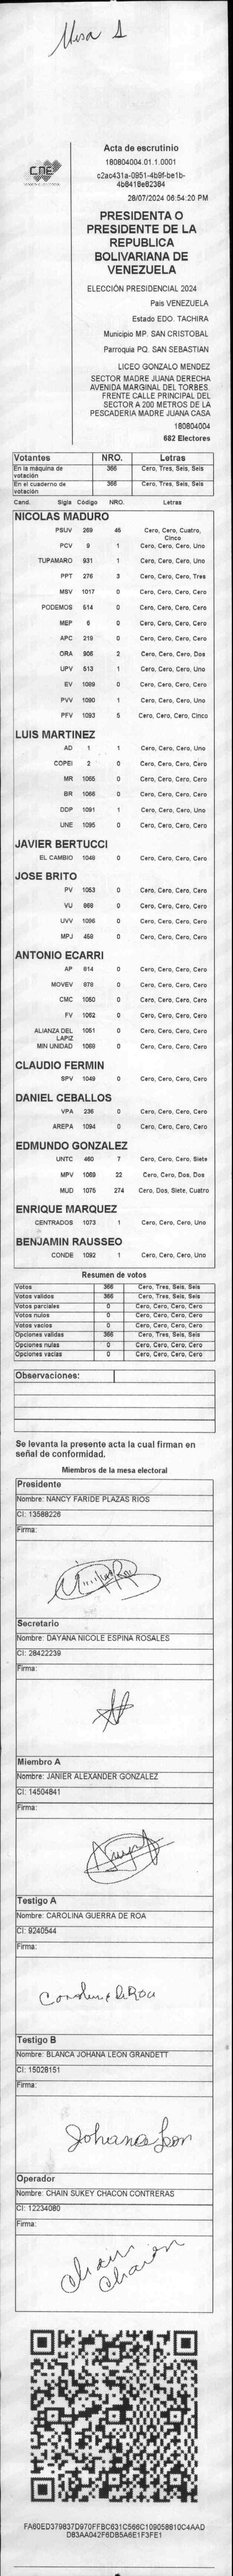 Mesa 1
CNE
Acta de escrutinio
180804004.01.1.0001
c2ac431a-0951-4b9f-be1b-
4b8418e82384
28/07/2024 06:54:20 PM
PRESIDENTA O
PRESIDENTE DE LA
REPUBLICA
BOLIVARIANA DE
VENEZUELA
ELECCIÓN PRESIDENCIAL 2024
Pais VENEZUELA
Estado EDO. TACHIRA
Municipio MP. SAN CRISTOBAL
Parroquia PQ. SAN SEBASTIAN
LICEO GONZALO MENDEZ
SECTOR MADRE JUANA DERECHA
AVENIDA MARGINAL DEL TORBES.
FRENTE CALLE PRINCIPAL DEL
SECTOR A 200 METROS DE LA
PESCADERIA MADRE JUANA CASA
180804004
682 Electores
Votantes NRO. Letras
En la máquina de votación 366 Cero, Tres, Seis, Seis
En el cuaderno de votación 366 Cero, Tres, Seis, Seis
Cand. Sigla Código NRO. Letras
NICOLAS MADURO
PSUV 269 45 Cero, Cero, Cuatro, Cinco
PCV 9 1 Cero, Cero, Cero, Uno
TUPAMARO 931 1 Cero, Cero, Cero, Uno
PPT 276 3 Cero, Cero, Cero, Tres
MSV 1017 0 Cero, Cero, Cero, Cero
PODEMOS 514 0 Cero, Cero, Cero, Cero
MEP 6 0 Cero, Cero, Cero, Cero
APC 219 0 Cero, Cero, Cero, Cero
ORA 906 2 Cero, Cero, Cero, Dos
UPV 513 1 Cero, Cero, Cero, Uno
EV 1089 0 Cero, Cero, Cero, Cero
PVV 1090 1 Cero, Cero, Cero, Uno
PFV 1093 5 Cero, Cero, Cero, Cinco
LUIS MARTINEZ
AD 1 1 Cero, Cero, Cero, Uno
COPEI 2 0 Cero, Cero, Cero, Cero
MR 1065 0 Cero, Cero, Cero, Cero
BR 1066 0 Cero, Cero, Cero, Cero
DDP 1091 1 Cero, Cero, Cero, Uno
UNE 1095 0 Cero, Cero, Cero, Cero
JAVIER BERTUCCI
EL CAMBIO 1048 0 Cero, Cero, Cero, Cero
JOSE BRITO
PV 1053 0 Cero, Cero, Cero, Cero
VU 868 0 Cero, Cero, Cero, Cero
UVV 1096 0 Cero, Cero, Cero, Cero
MPJ 458 0 Cero, Cero, Cero, Cero
ANTONIO ECARRI
AP 814 0 Cero, Cero, Cero, Cero
MOVEV 878 0 Cero, Cero, Cero, Cero
CMC 1050 0 Cero, Cero, Cero, Cero
FV 1062 0 Cero, Cero, Cero, Cero
ALIANZA DEL LAPIZ 1051 0 Cero, Cero, Cero, Cero
MIN UNIDAD 1068 0 Cero, Cero, Cero, Cero
CLAUDIO FERMIN
SPV 1049 0 Cero, Cero, Cero, Cero
DANIEL CEBALLOS
VPA 236 0 Cero, Cero, Cero, Cero
AREPA 1094 0 Cero, Cero, Cero, Cero
EDMUNDO GONZALEZ
UNTC 460 7 Cero, Cero, Cero, Siete
MPV 1069 22 Cero, Cero, Dos, Dos
MUD 1075 274 Cero, Dos, Siete, Cuatro
ENRIQUE MARQUEZ
CENTRADOS 1073 1 Cero, Cero, Cero, Uno
BENJAMIN RAUSSEO
CONDE 1092 1 Cero, Cero, Cero, Uno
Resumen de votos
Votos 366 Cero, Tres, Seis, Seis
Votos validos 366 Cero, Tres, Seis, Seis
Votos parciales 0 Cero, Cero, Cero, Cero
Votos nulos 0 Cero, Cero, Cero, Cero
Votos vacios 0 Cero, Cero, Cero, Cero
Opciones validas 366 Cero, Tres, Seis, Seis
Opciones nulas 0 Cero, Cero, Cero, Cero
Opciones vacias 0 Cero, Cero, Cero, Cero
Observaciones:
Se levanta la presente acta la cual firman en
señal de conformidad.
Miembros de la mesa electoral
Presidente
Nombre: NANCY FARIDE PLAZAS RIOS
CI: 13588226
Firma:
Secretario
Nombre: DAYANA NICOLE ESPINA ROSALES
CI: 28422239
Firma:
Miembro A
Nombre: JANIER ALEXANDER GONZALEZ
CI: 14504841
Firma:
Testigo A
Nombre: CAROLINA GUERRA DE ROA
CI: 9240544
Firma:
Carolina de Roa
Testigo B
Nombre: BLANCA JOHANA LEON GRANDETT
CI: 15028151
Firma:
Johana Leon
Operador
Nombre: CHAIN SUKEY CHACON CONTRERAS
CI: 12234080
Firma:
Chain
Chacon
FA60ED379837D970FFBC631C566C109058810C4AAD
D83AA042F6DB5A6E1F3FE1